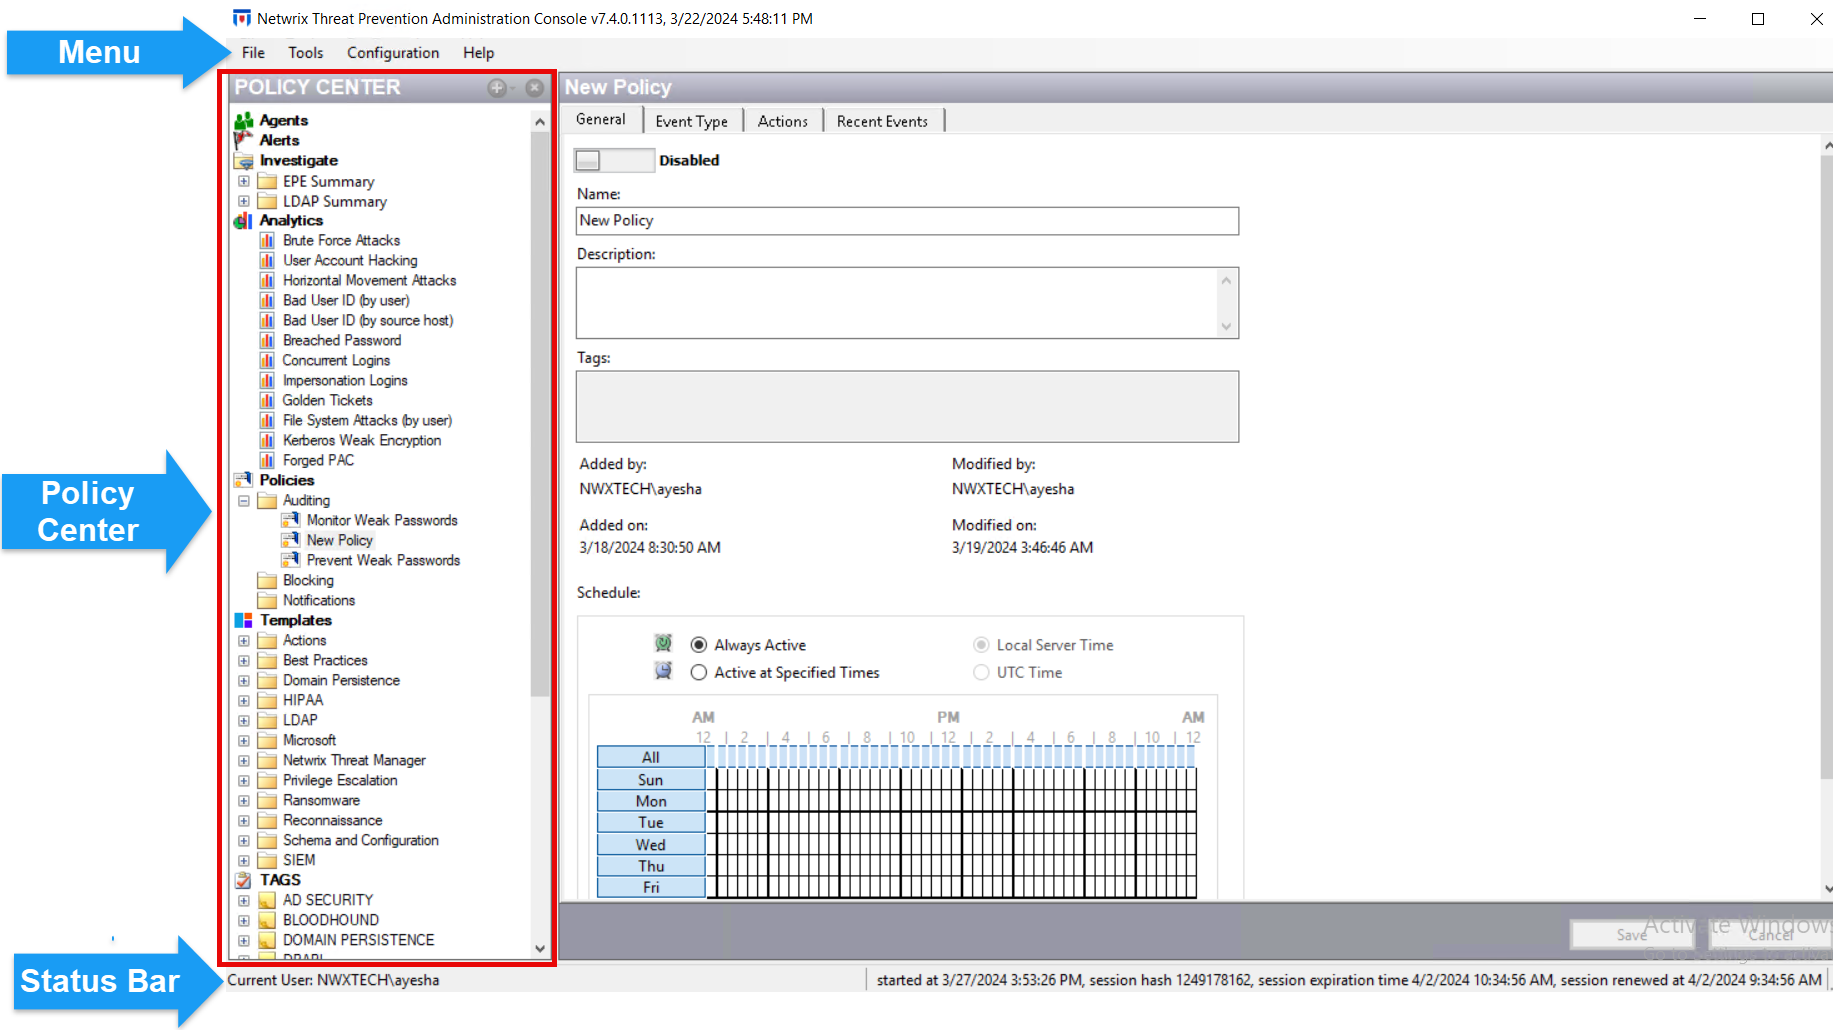 Netwrix Threat Prevention Administration Console v7.4.0.1113, 3/22/2024 5:48:11 PM
Menu
File Tools Configuration Help
POLICY CENTER
Agents
Alerts
Investigate
EPE Summary
LDAP Summary
Analytics
Brute Force Attacks
User Account Hacking
Horizontal Movement Attacks
Bad User ID (by user)
Bad User ID (by source host)
Breached Password
Concurrent Logins
Impersonation Logins
Golden Tickets
File System Attacks (by user)
Kerberos Weak Encryption
Forged PAC
Policies
Auditing
Monitor Weak Passwords
New Policy
Prevent Weak Passwords
Blocking
Notifications
Templates
Actions
Best Practices
Domain Persistence
HIPAA
LDAP
Microsoft
Netwrix Threat Manager
Privilege Escalation
Ransomware
Reconnaissance
Schema and Configuration
SIEM
TAGS
AD SECURITY
BLOODHOUND
DOMAIN PERSISTENCE
Policy
Center
New Policy
General Event Type Actions Recent Events
Disabled
Name:
New Policy
Description:
Tags:
Added by: Modified by:
NWXTECH\ayesha NWXTECH\ayesha
Added on: Modified on:
3/18/2024 8:30:50 AM 3/19/2024 3:46:46 AM
Schedule:
Always Active Local Server Time
Active at Specified Times UTC Time
AM PM AM
12 | 2 | 4 | 6 | 8 | 10 | 12 | 2 | 4 | 6 | 8 | 10 | 12
All
Sun
Mon
Tue
Wed
Thu
Fri
Activate Windows
Save Cancel
Status Bar
Current User: NWXTECH\ayesha
started at 3/27/2024 3:53:26 PM, session hash 1249178162, session expiration time 4/2/2024 10:34:56 AM, session renewed at 4/2/2024 9:34:56 AM